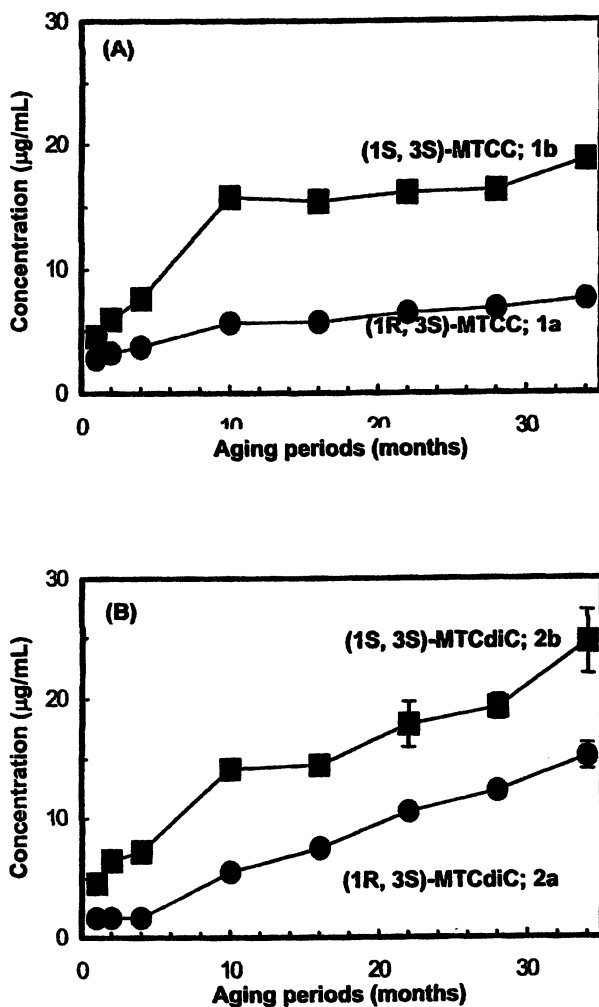 30
(A)
(1S, 3S)-MTCC; 1b
20
10
(1R, 3S)-MTCC; 1a
0
0 10 20 30
Concentration (µg/mL)
Aging periods (months)
30
(B)
(1S, 3S)-MTCdiC; 2b
20
10
(1R, 3S)-MTCdiC; 2a
0
0 10 20 30
Concentration (µg/mL)
Aging periods (months)